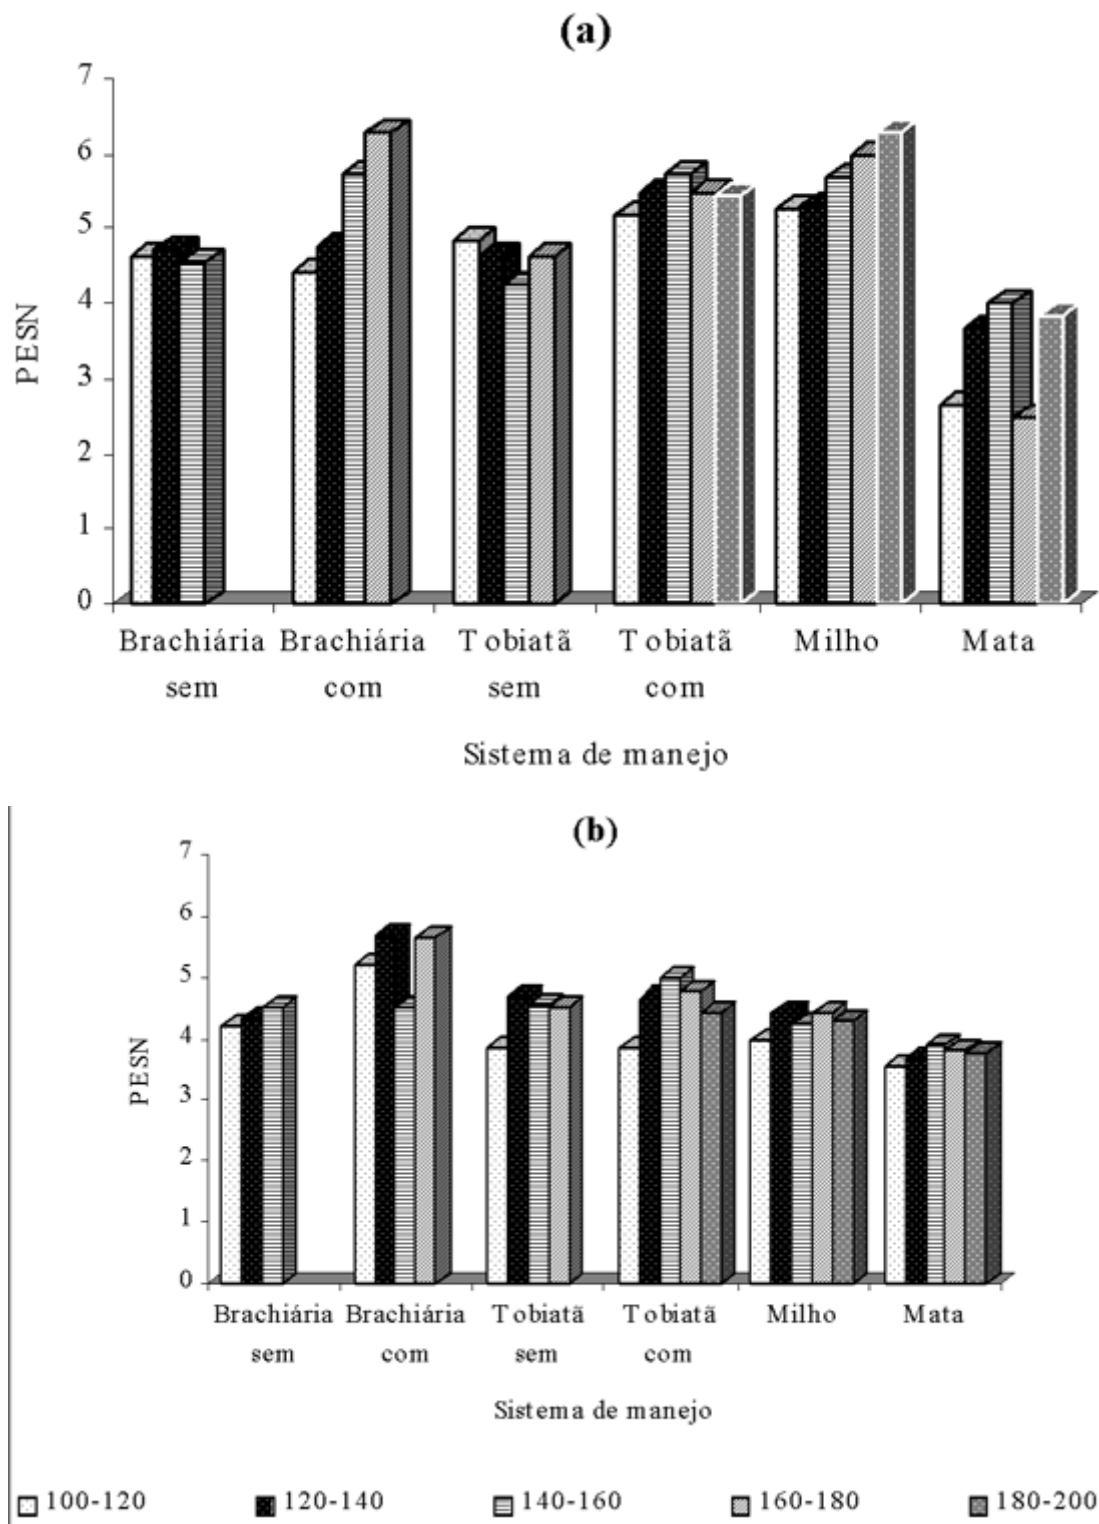 (a)
7
6
5
4
3
2
1
0
PESN
Brachiária Brachiária Tobiatã Tobiatã Milho Mata
sem com sem com
Sistema de manejo
(b)
7
6
5
4
3
2
1
0
PESN
Brachiária Brachiária Tobiatã Tobiatã Milho Mata
sem com sem com
Sistema de manejo
100-120 120-140 140-160 160-180 180-200